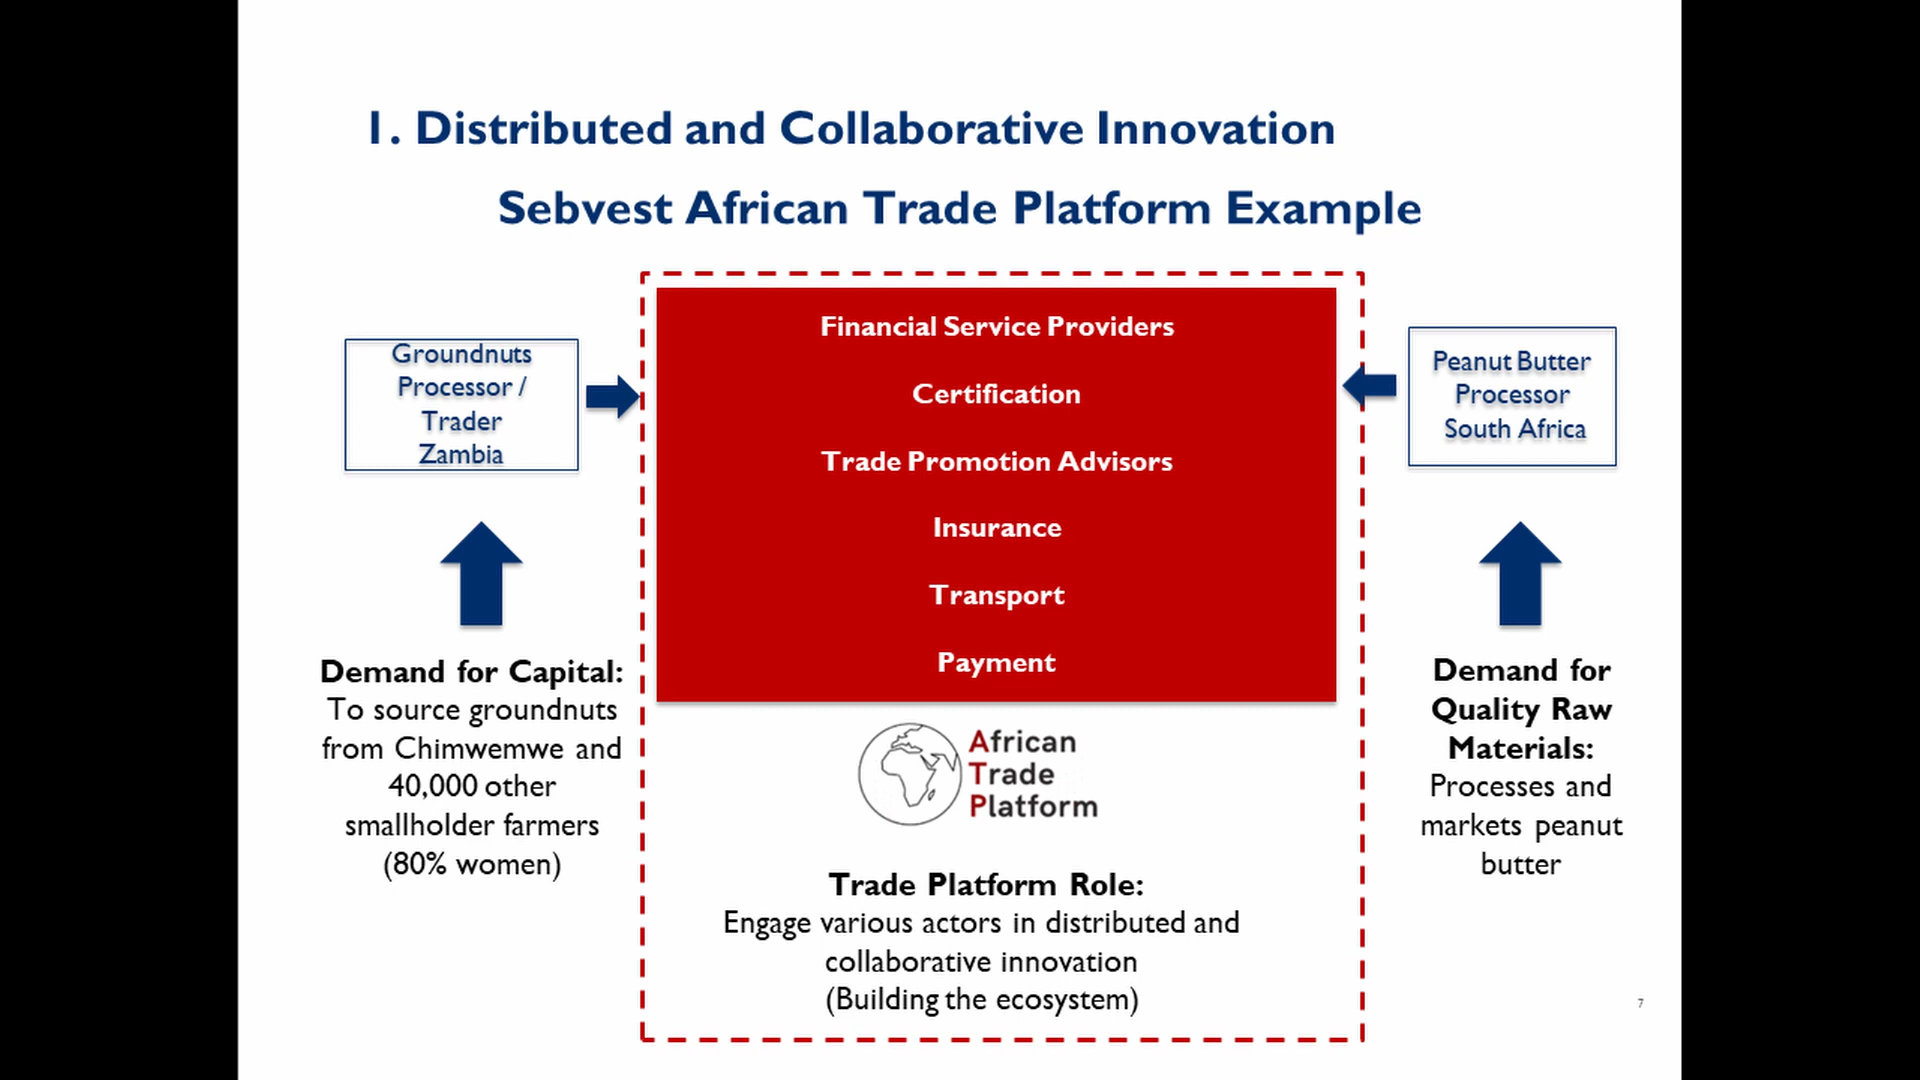 1. Distributed and Collaborative Innovation
Sebvest African Trade Platform Example
Groundnuts
Processor /
Trader
Zambia
Financial Service Providers
Certification
Trade Promotion Advisors
Insurance
Transport
Payment
Peanut Butter
Processor
South Africa
Demand for Capital:
To source groundnuts
from Chimwemwe and
40,000 other
smallholder farmers
(80% women)
African
Trade
Platform
Trade Platform Role:
Engage various actors in distributed and
collaborative innovation
(Building the ecosystem)
Demand for
Quality Raw
Materials:
Processes and
markets peanut
butter
7